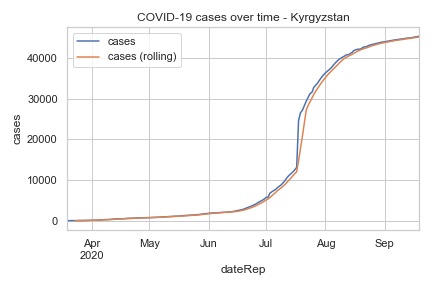 COVID-19 cases over time - Kyrgyzstan
cases
cases (rolling)
40000
30000
20000
10000
0
cases
Apr
2020
May
Jun
Jul
Aug
Sep
dateRep